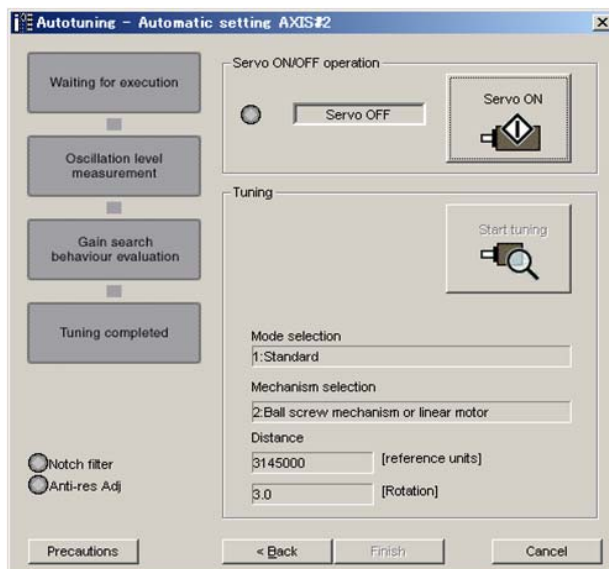 Autotuning - Automatic setting AXIS#2
Waiting for execution
Oscillation level
measurement
Gain search
behaviour evaluation
Tuning completed
Notch filter
Anti-res Adj
Precautions
Servo ON/OFF operation
Servo OFF
Servo ON
Tuning
Start tuning
Mode selection
1:Standard
Mechanism selection
2:Ball screw mechanism or linear motor
Distance
3145000 [reference units]
3.0 [Rotation]
< Back
Finish
Cancel